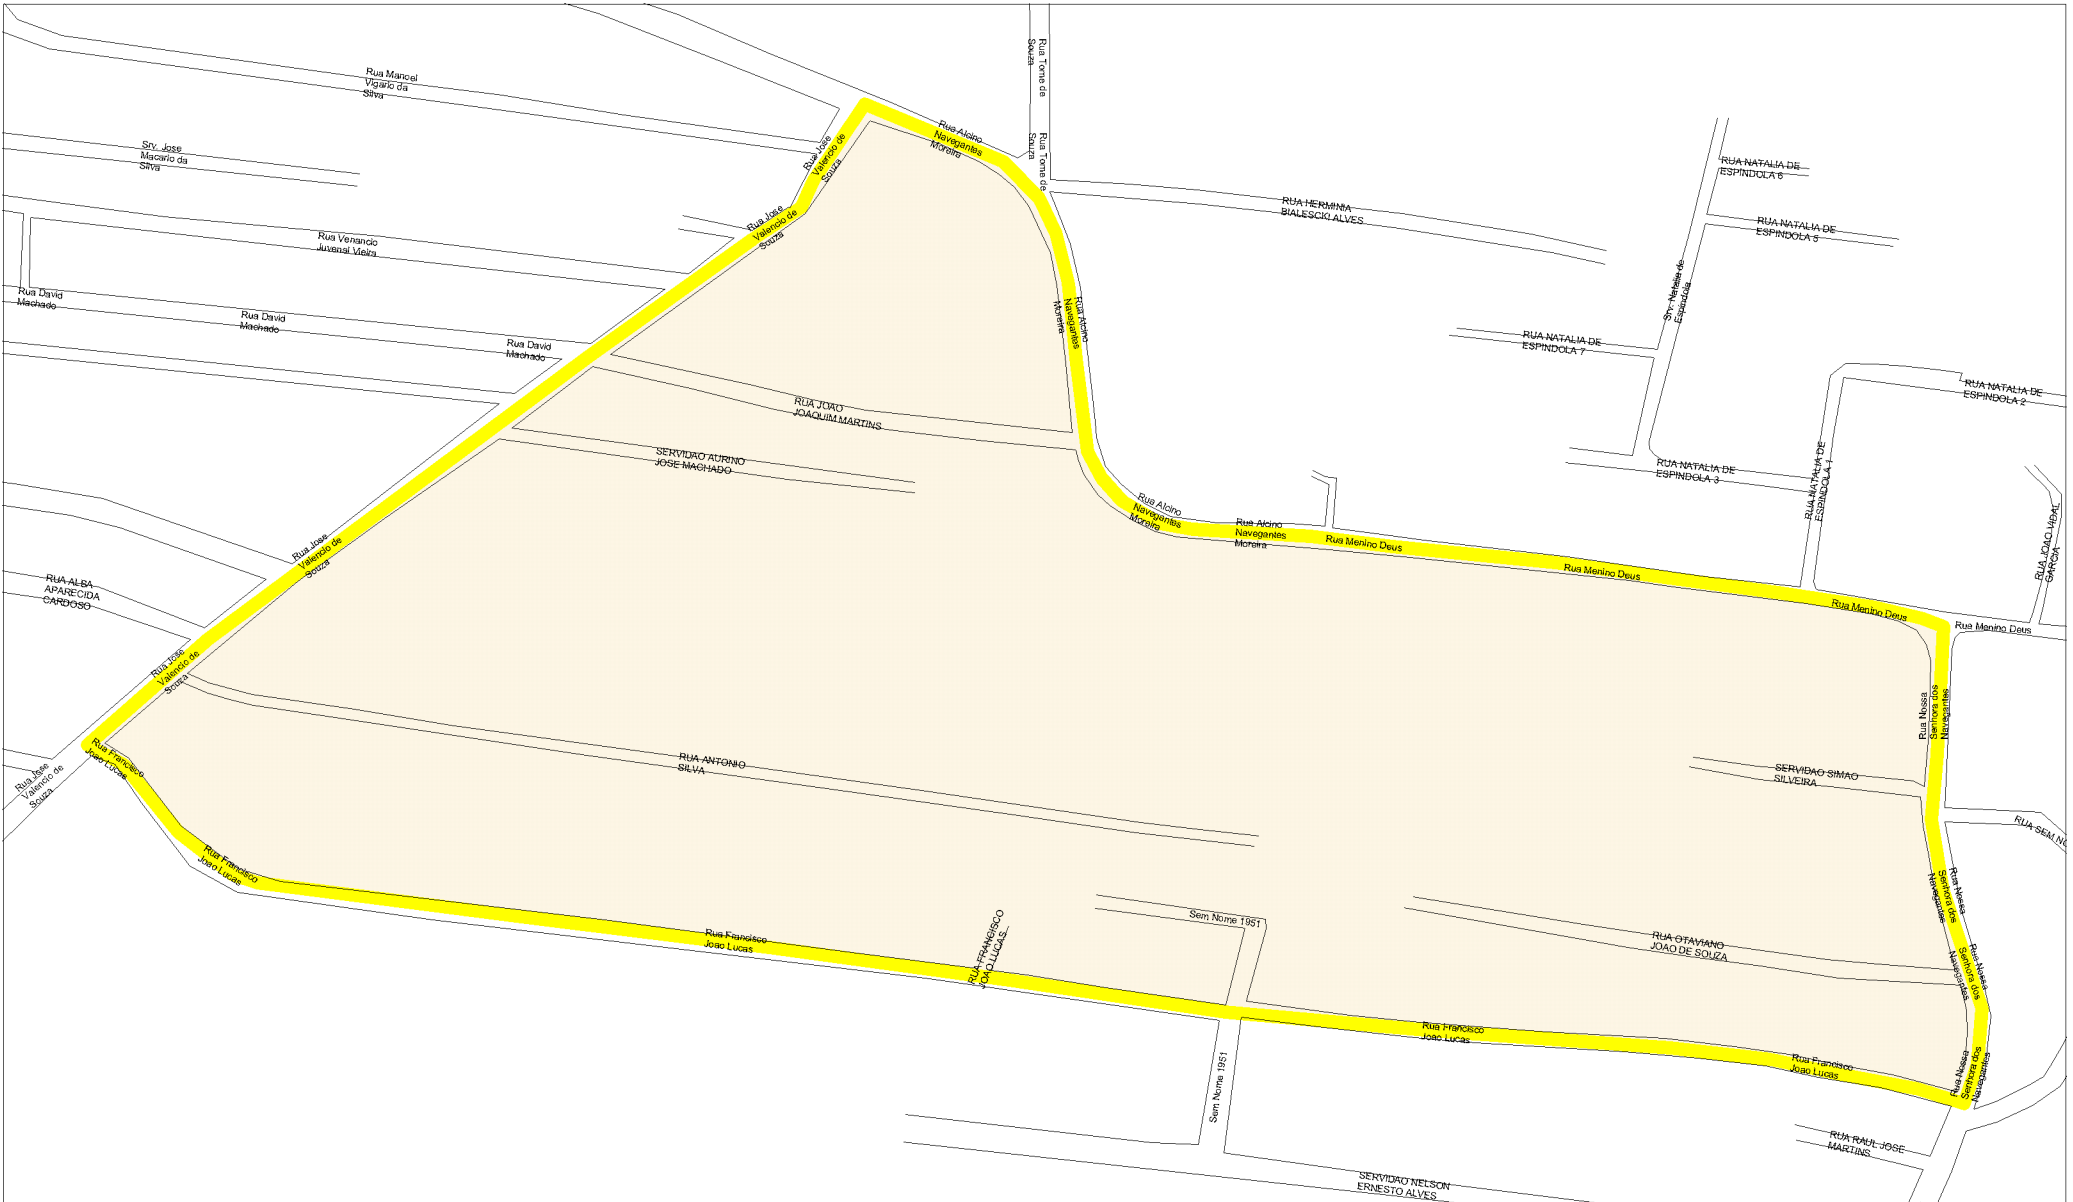 Rua Tome de
Souza
Rua Manoel
Vigario da
Silva
Rua Alcino
Navegantes
Moreira
Rua Tome de
Souza
Rua Jose
Valencio de
Souza
Srv. Jose
Macario da
Silva
RUA NATALIA DE
ESPINDOLA 6
RUA HERMINIA
BIALESCKI ALVES
RUA NATALIA DE
ESPINDOLA 5
Rua Jose
Valencio de
Souza
Rua Venancio
Juvenal Vieira
Srv. Natalia de
Espindola
Rua David
Machado
Rua David
Machado
Rua Alcino
Navegantes
Moreira
Rua David
Machado
RUA NATALIA DE
ESPINDOLA 7
RUA NATALIA DE
ESPINDOLA 2
RUA JOAO
JOAQUIM MARTINS
SERVIDAO AURINO
JOSE MACHADO
RUA NATALIA DE
ESPINDOLA 3
RUA NATALIA DE
ESPINDOLA 1
Rua Alcino
Navegantes
Moreira
Rua Alcino
Navegantes
Moreira
Rua Menino Deus
Rua Menino Deus
RUA JOAO VIDAL
GARCIA
Rua Jose
Valencio de
Souza
RUA ALBA
APARECIDA
CARDOSO
Rua Menino Deus
Rua Menino Deus
Rua Jose
Valencio de
Souza
Rua Nossa
Senhora dos
Navegantes
Rua Francisco
Joao Lucas
RUA ANTONIO
SILVA
SERVIDAO SIMAO
SILVEIRA
Rua Jose
Valencio de
Souza
RUA SEM NO
Rua Francisco
Joao Lucas
Rua Nossa
Senhora dos
Navegantes
Sem Nome 1951
RUA FRANCISCO
JOAO LUCAS
Rua Francisco
Joao Lucas
RUA OTAVIANO
JOAO DE SOUZA
Rua Nossa
Senhora dos
Navegantes
Rua Francisco
Joao Lucas
Rua Francisco
Joao Lucas
Rua Nossa
Senhora dos
Navegantes
Sem Nome 1951
RUA RAUL JOSE
MARTINS
SERVIDAO NELSON
ERNESTO ALVES